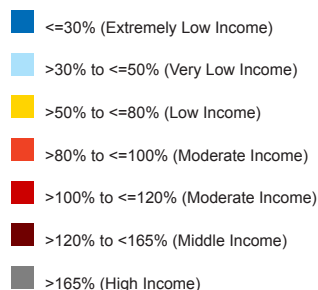 <=30% (Extremely Low Income)
>30% to <=50% (Very Low Income)
>50% to <=80% (Low Income)
>80% to <=100% (Moderate Income)
>100% to <=120% (Moderate Income)
>120% to <165% (Middle Income)
>165% (High Income)